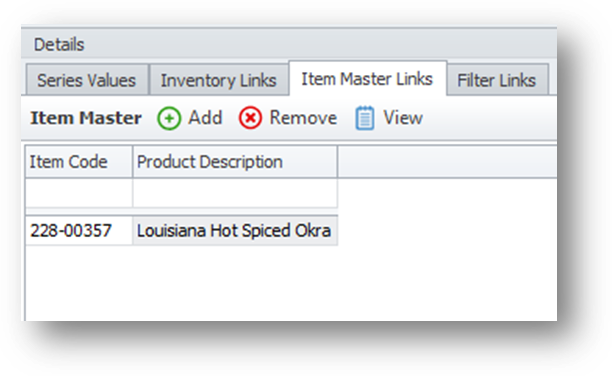 Details
Series Values Inventory Links Item Master Links Filter Links
Item Master Add Remove View
Item Code Product Description
228-00357 Louisiana Hot Spiced Okra